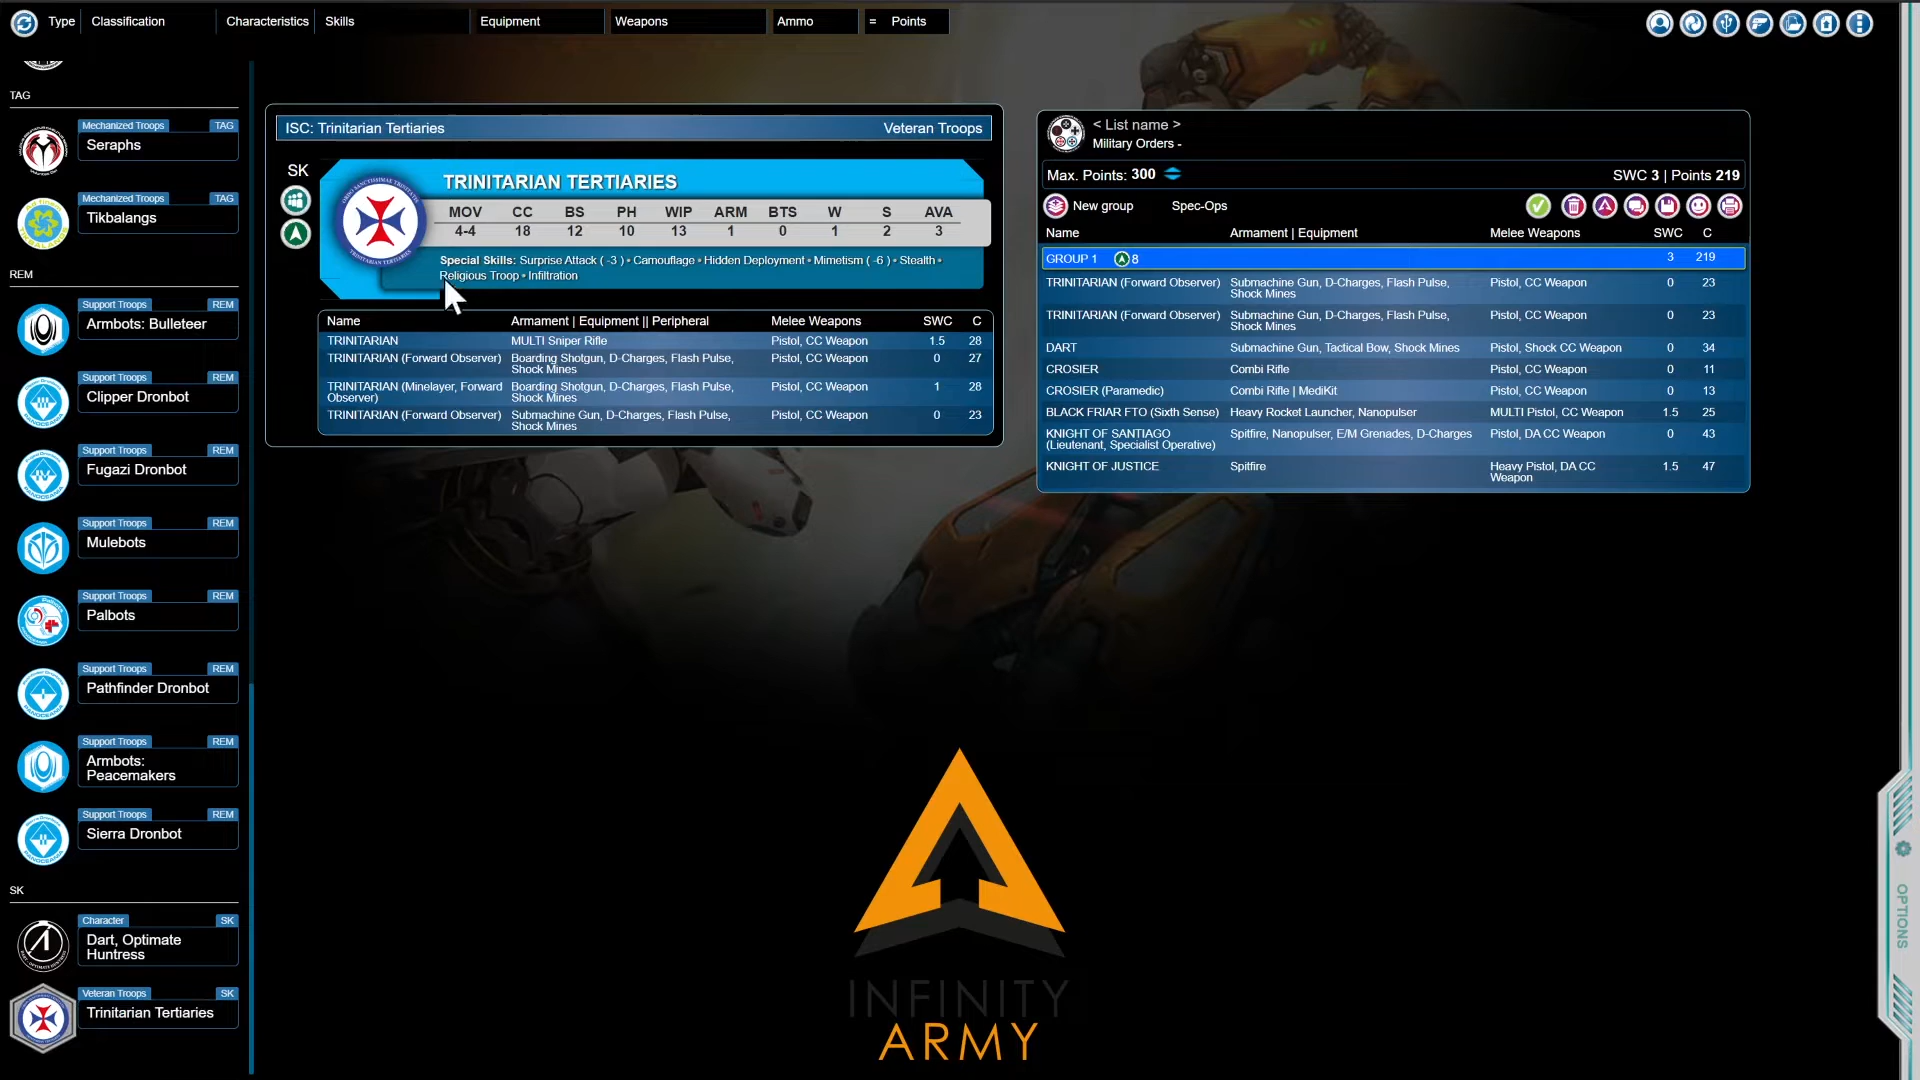 Type Classification Characteristics Skills Equipment Weapons Ammo = Points
TAG
Mechanized Troops TAG
Seraphs
Mechanized Troops TAG
Tikbalangs
REM
Support Troops REM
Armbots: Bulleteer
Support Troops REM
Clipper Dronbot
Support Troops REM
Fugazi Dronbot
Support Troops REM
Mulebots
Support Troops REM
Palbots
Support Troops REM
Pathfinder Dronbot
Support Troops REM
Armbots:
Peacemakers
Support Troops REM
Sierra Dronbot
SK
Character SK
Dart, Optimate
Huntress
Veteran Troops SK
Trinitarian Tertiaries
ISC: Trinitarian Tertiaries Veteran Troops
SK
TRINITARIAN TERTIARIES
MOV CC BS PH WIP ARM BTS W S AVA
4-4 18 12 10 13 1 0 1 2 3
Special Skills: Surprise Attack ( -3 ) • Camouflage • Hidden Deployment • Mimetism ( -6 ) • Stealth •
Religious Troop • Infiltration
Name Armament | Equipment || Peripheral Melee Weapons SWC C
TRINITARIAN MULTI Sniper Rifle Pistol, CC Weapon 1.5 28
TRINITARIAN (Forward Observer) Boarding Shotgun, D-Charges, Flash Pulse, Pistol, CC Weapon 0 27
Shock Mines
TRINITARIAN (Minelayer, Forward Boarding Shotgun, D-Charges, Flash Pulse, Pistol, CC Weapon 1 28
Observer) Shock Mines
TRINITARIAN (Forward Observer) Submachine Gun, D-Charges, Flash Pulse, Pistol, CC Weapon 0 23
Shock Mines
< List name >
Military Orders -
Max. Points: 300 SWC 3 | Points 219
New group Spec-Ops
Name Armament | Equipment Melee Weapons SWC C
GROUP 1 8 3 219
TRINITARIAN (Forward Observer) Submachine Gun, D-Charges, Flash Pulse, Pistol, CC Weapon 0 23
Shock Mines
TRINITARIAN (Forward Observer) Submachine Gun, D-Charges, Flash Pulse, Pistol, CC Weapon 0 23
Shock Mines
DART Submachine Gun, Tactical Bow, Shock Mines Pistol, Shock CC Weapon 0 34
CROSIER Combi Rifle Pistol, CC Weapon 0 11
CROSIER (Paramedic) Combi Rifle | MediKit Pistol, CC Weapon 0 13
BLACK FRIAR FTO (Sixth Sense) Heavy Rocket Launcher, Nanopulser MULTI Pistol, CC Weapon 1.5 25
KNIGHT OF SANTIAGO Spitfire, Nanopulser, E/M Grenades, D-Charges Pistol, DA CC Weapon 0 43
(Lieutenant, Specialist Operative)
KNIGHT OF JUSTICE Spitfire Heavy Pistol, DA CC 1.5 47
Weapon
INFINITY
ARMY
OPTIONS